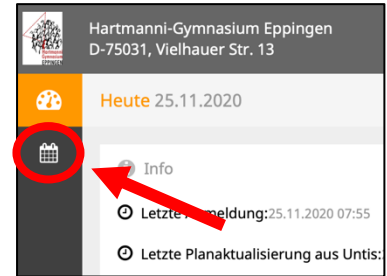 Hartmanni-Gymnasium Eppingen
D-75031, Vielhauer Str. 13
Heute 25.11.2020
Info
Letzte Anmeldung: 25.11.2020 07:55
Letzte Planaktualisierung aus Untis: